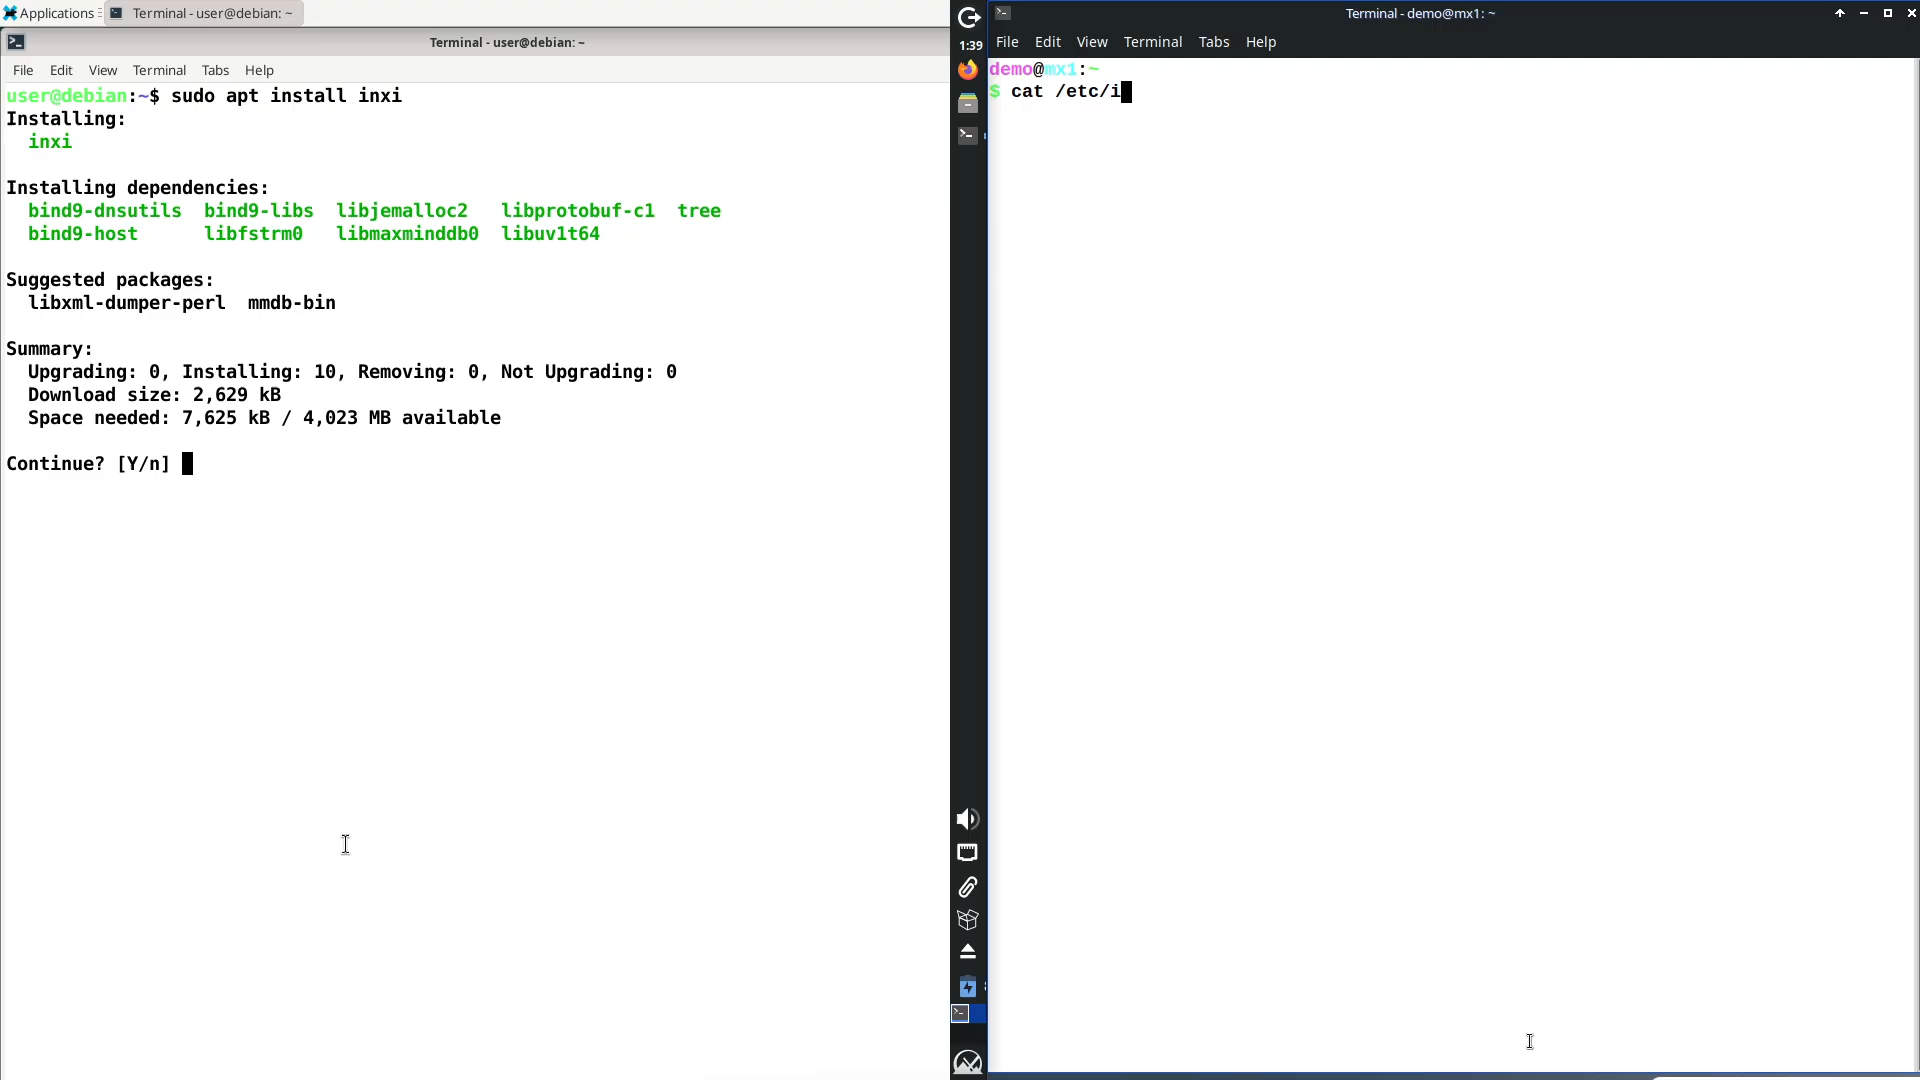 Applications
Terminal - user@debian: ~
Terminal - user@debian: ~
File Edit View Terminal Tabs Help
user@debian:~$ sudo apt install inxi
Installing:
inxi
Installing dependencies:
bind9-dnsutils bind9-libs libjemalloc2 libprotobuf-c1 tree
bind9-host libfstrm0 libmaxminddb0 libuv1t64
Suggested packages:
libxml-dumper-perl mmdb-bin
Summary:
Upgrading: 0, Installing: 10, Removing: 0, Not Upgrading: 0
Download size: 2,629 kB
Space needed: 7,625 kB / 4,023 MB available
Continue? [Y/n]
1:39
Terminal - demo@mx1: ~
File Edit View Terminal Tabs Help
demo@mx1:~
$ cat /etc/i